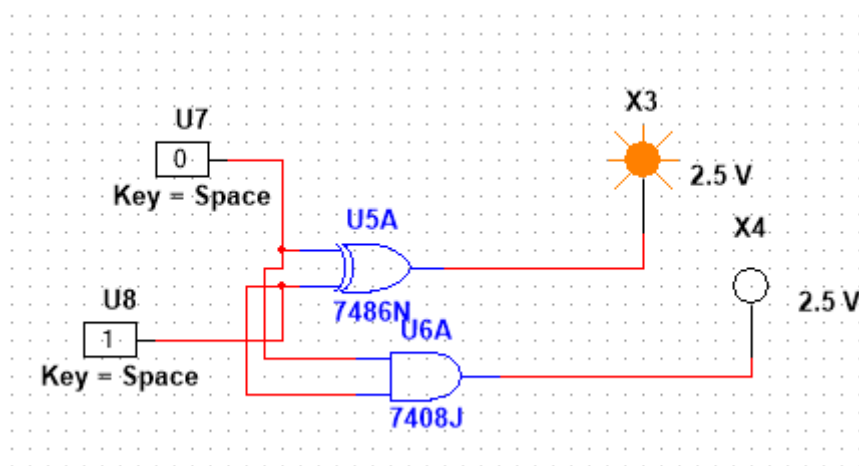 X3
U7
0
2.5 V
Key = Space
U5A
X4
U8
7486N
U6A
2.5 V
1
Key = Space
7408J